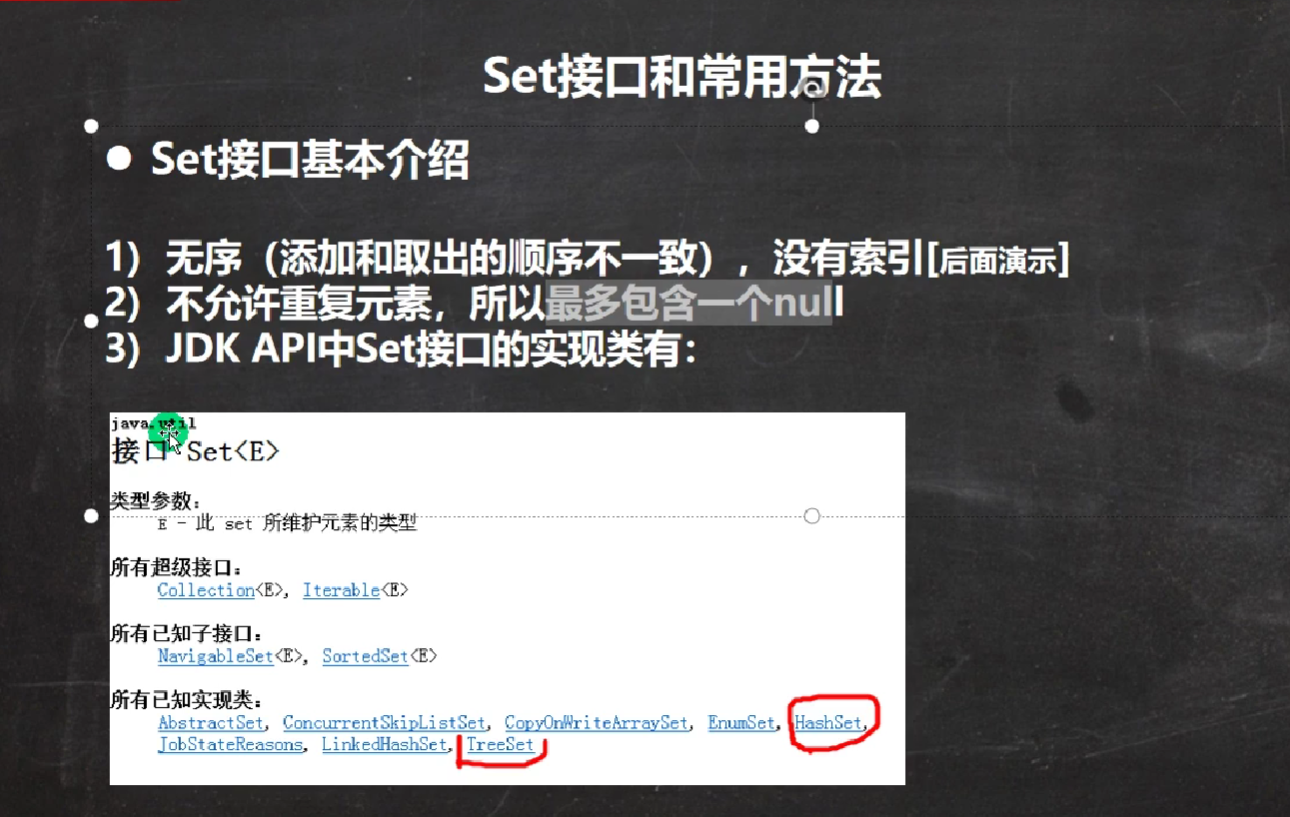 Set接口和常用方法
● Set接口基本介绍
1) 无序（添加和取出的顺序不一致），没有索引[后面演示]
2) 不允许重复元素，所以最多包含一个null
3) JDK API中Set接口的实现类有：
java.util
接口 Set<E>
类型参数：
E - 此 set 所维护元素的类型
所有超级接口：
Collection<E>, Iterable<E>
所有已知子接口：
NavigableSet<E>, SortedSet<E>
所有已知实现类：
AbstractSet, ConcurrentSkipListSet, CopyOnWriteArraySet, EnumSet, HashSet,
JobStateReasons, LinkedHashSet, TreeSet